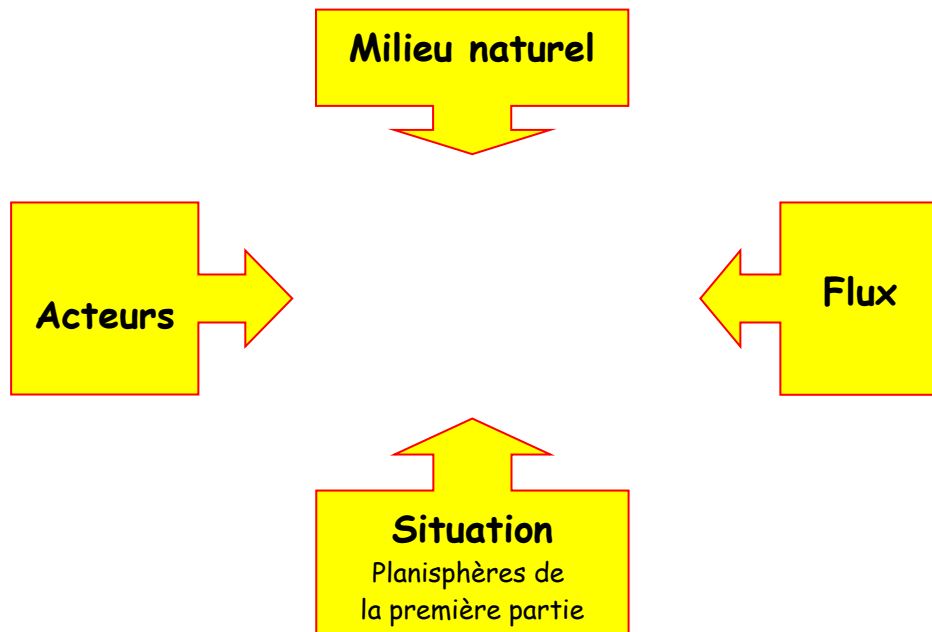 Milieu naturel
Acteurs
Flux
Situation
Planisphères de
la première partie